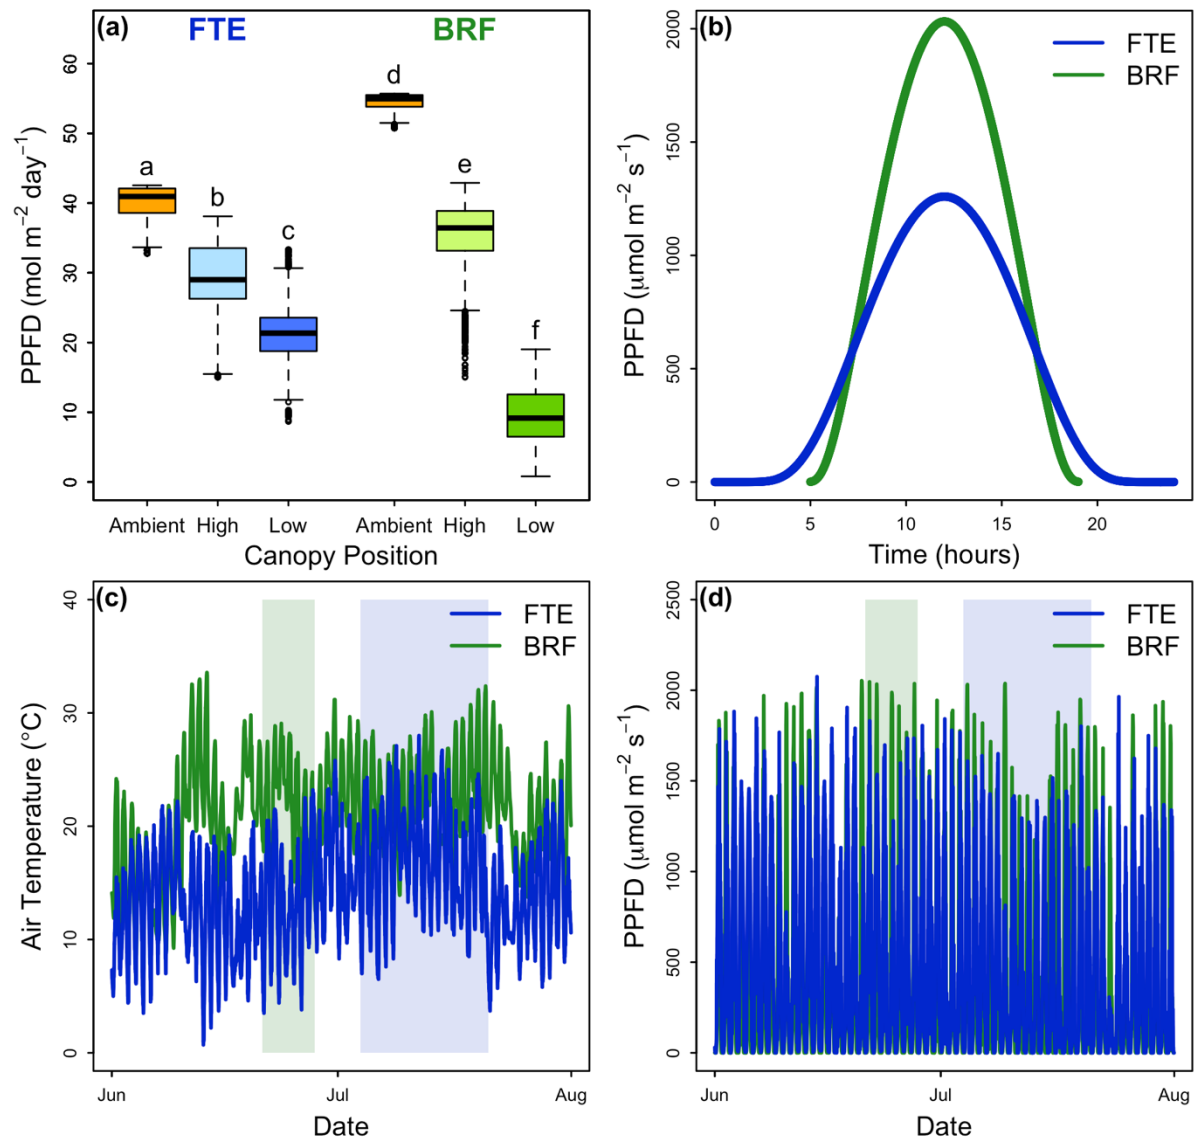 (a) FTE BRF
PPFD (mol m⁻² day⁻¹)
60
50
40
30
20
10
0
a
b
c
d
e
f
Ambient High Low Ambient High Low
Canopy Position
(b)
FTE
BRF
PPFD (μmol m⁻² s⁻¹)
2000
1500
1000
500
0
0 5 10 15 20
Time (hours)
(c)
FTE
BRF
Air Temperature (°C)
40
30
20
10
0
Jun Jul Aug
Date
(d)
FTE
BRF
PPFD (μmol m⁻² s⁻¹)
2500
2000
1500
1000
500
0
Jun Jul Aug
Date